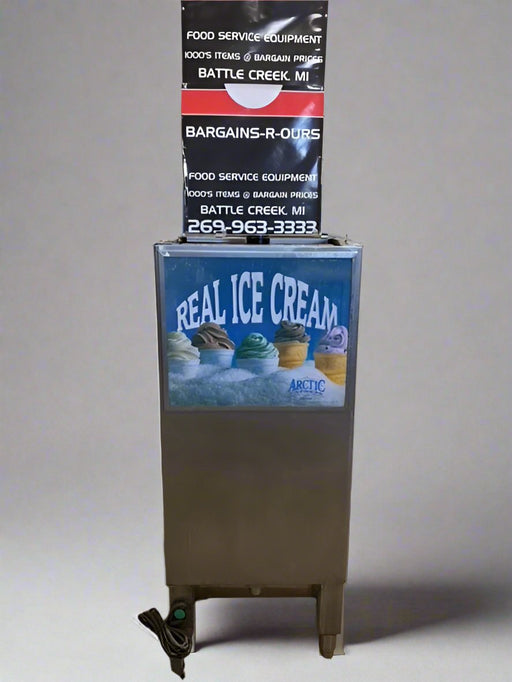 FOOD SERVICE EQUIPMENT
1000'S ITEMS @ BARGAIN PRICES
BATTLE CREEK, MI
BARGAINS-R-OURS
FOOD SERVICE EQUIPMENT
1000'S ITEMS @ BARGAIN PRICES
BATTLE CREEK, MI
269-963-3333
REAL ICE CREAM
ARCTIC